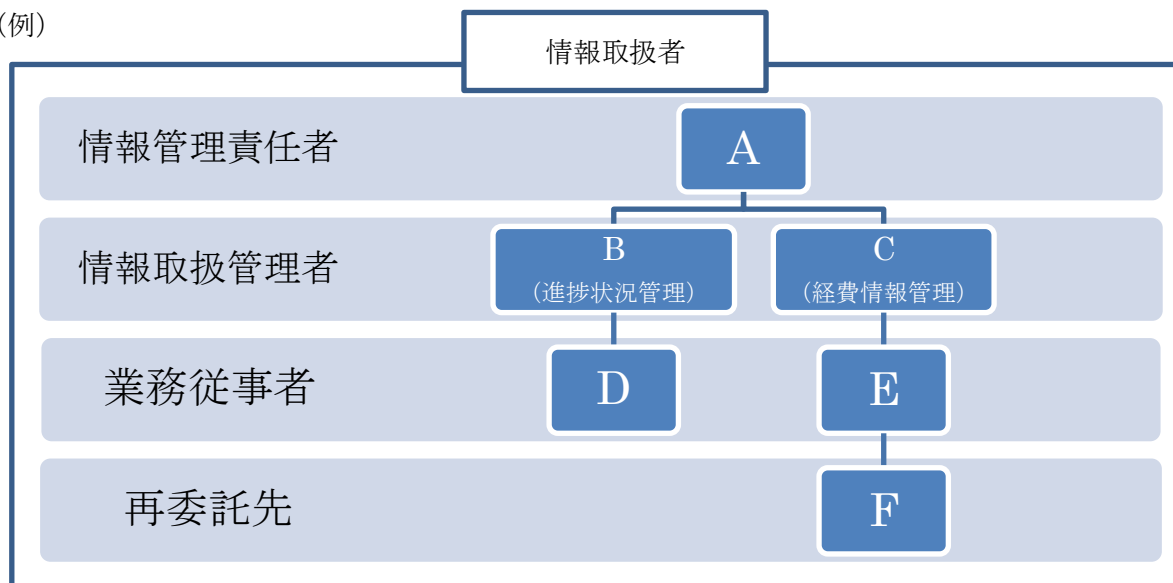 (例)
情報取扱者
情報管理責任者
A
情報取扱管理者
B
(進捗状況管理)
C
(経費情報管理)
業務従事者
D
E
再委託先
F